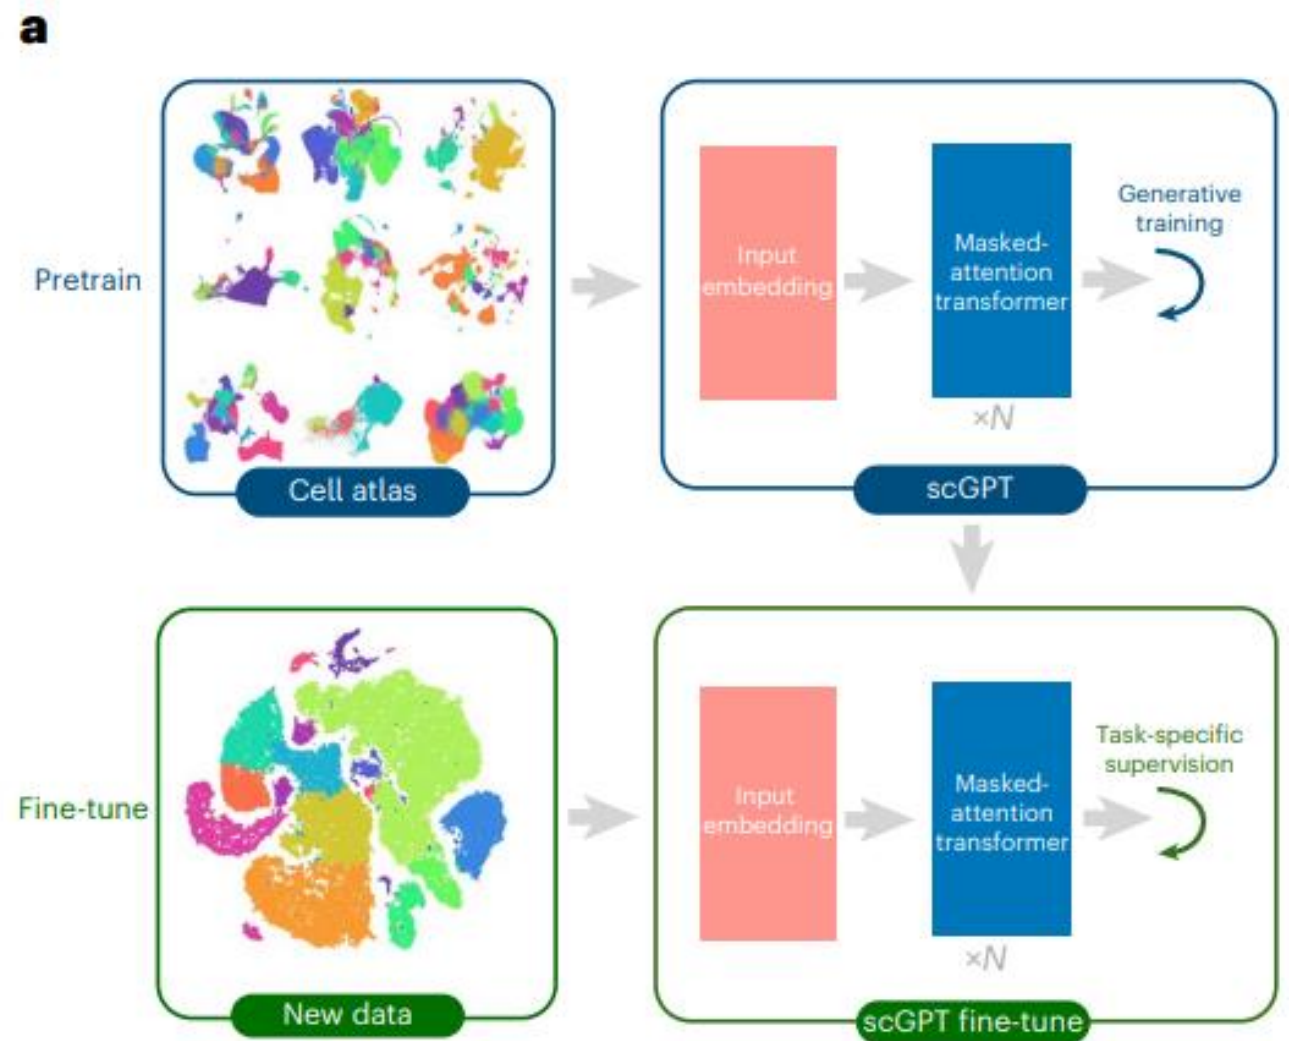 a
Pretrain
Cell atlas
Input
embedding
Masked-
attention
transformer
×N
Generative
training
scGPT
Fine-tune
New data
Input
embedding
Masked-
attention
transformer
×N
Task-specific
supervision
scGPT fine-tune